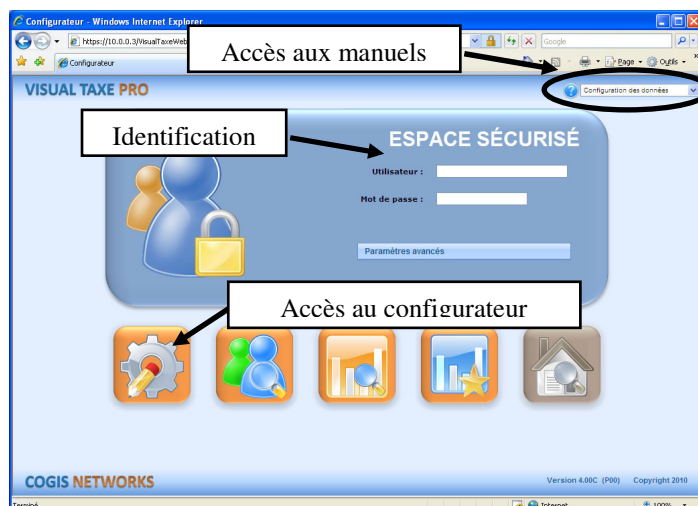 Configurateur - Windows Internet Explorer
https://10.0.0.3/VisualTaxeWeb
Google
Configurateur
Page
Outils
Accès aux manuels
VISUAL TAXE PRO
Configuration des données
Identification
ESPACE SÉCURISÉ
Utilisateur :
Mot de passe :
Paramètres avancés
Accès au configurateur
COGIS NETWORKS
Version 4.00C (P00) Copyright 2010
Terminé
Internet
100%